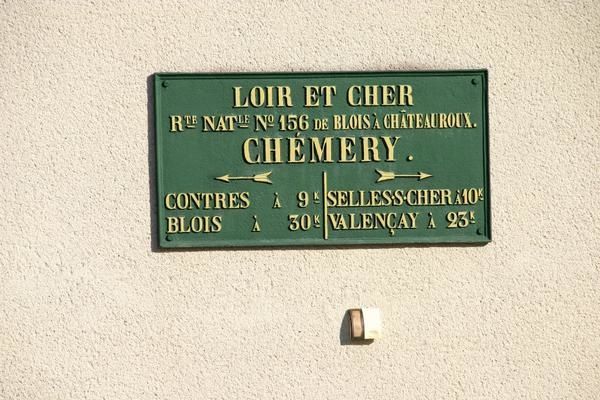 LOIR ET CHER
RTE NATLE NO 156 DE BLOIS À CHÂTEAUROUX.
CHÉMERY.
CONTRES À 9K
BLOIS À 30K
SELLES-S-CHER À 10K
VALENÇAY À 23K